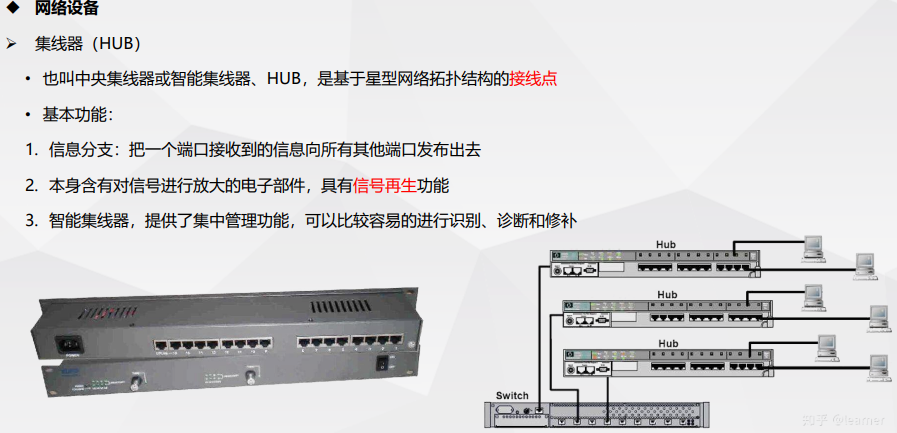 ◆ 网络设备
➢ 集线器（HUB）
• 也叫中央集线器或智能集线器、HUB，是基于星型网络拓扑结构的接线点
• 基本功能：
1. 信息分支：把一个端口接收到的信息向所有其他端口发布出去
2. 本身含有对信号进行放大的电子部件，具有信号再生功能
3. 智能集线器，提供了集中管理功能，可以比较容易的进行识别、诊断和修补
Hub
Hub
Hub
Switch
POWER
知乎 @learner